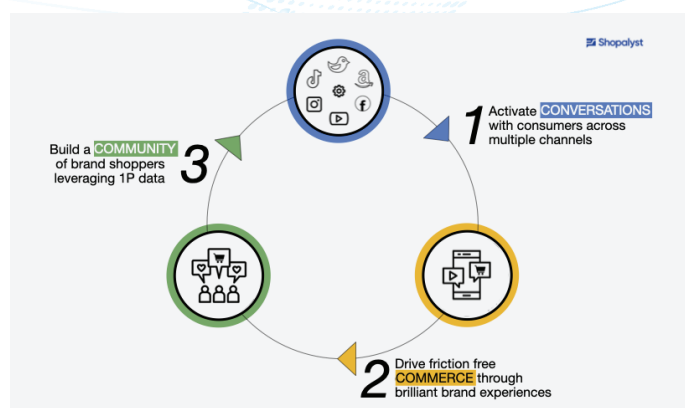 Shopalyst
1
Activate CONVERSATIONS
with consumers across
multiple channels
2
Drive friction free
COMMERCE through
brilliant brand experiences
3
Build a COMMUNITY
of brand shoppers
leveraging 1P data